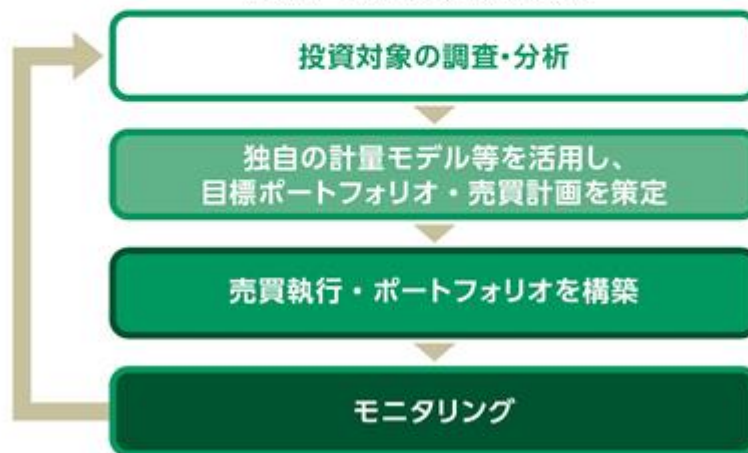 投資対象の調査・分析
独自の計量モデル等を活用し、
目標ポートフォリオ・売買計画を策定
売買執行・ポートフォリオを構築
モニタリング